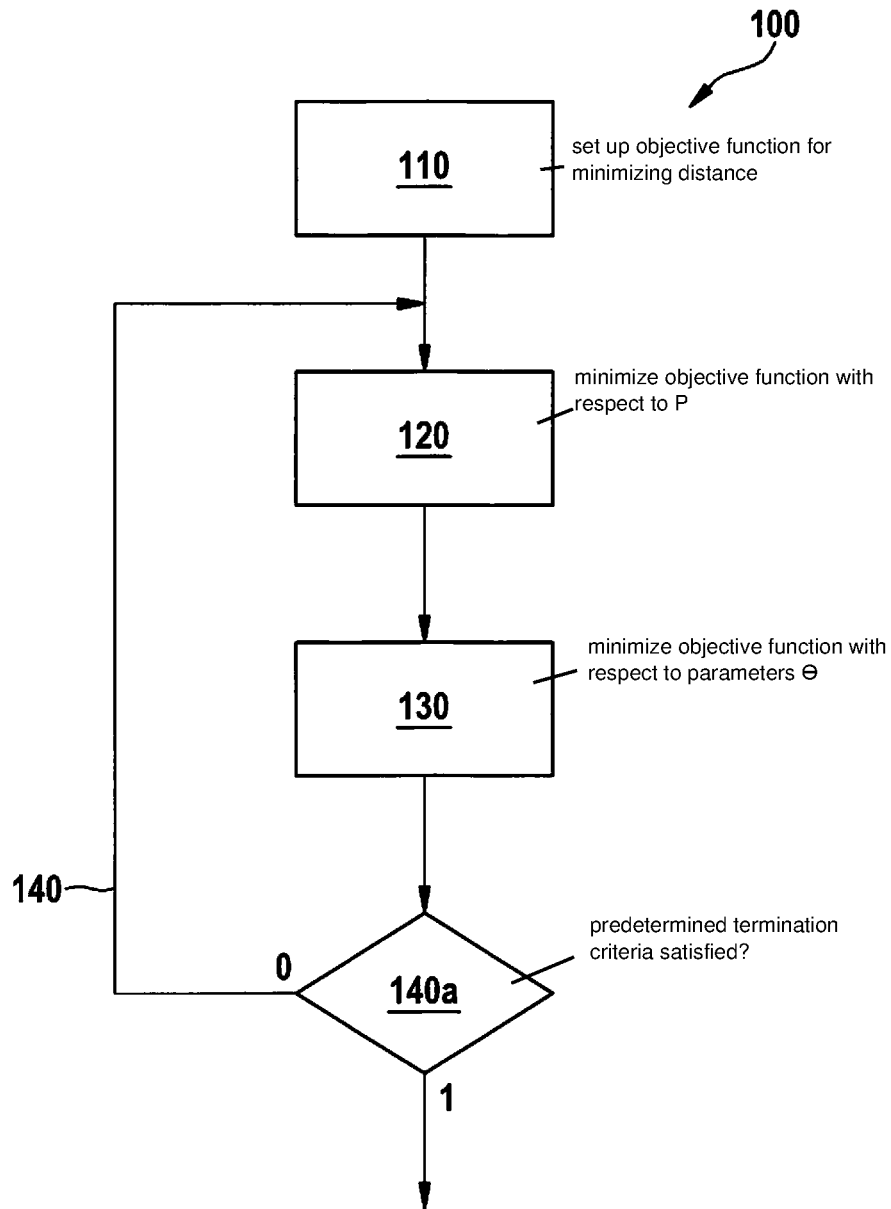 100
110
set up objective function for
minimizing distance
120
minimize objective function with
respect to P
130
minimize objective function with
respect to parameters Θ
140
0
140a
predetermined termination
criteria satisfied?
1